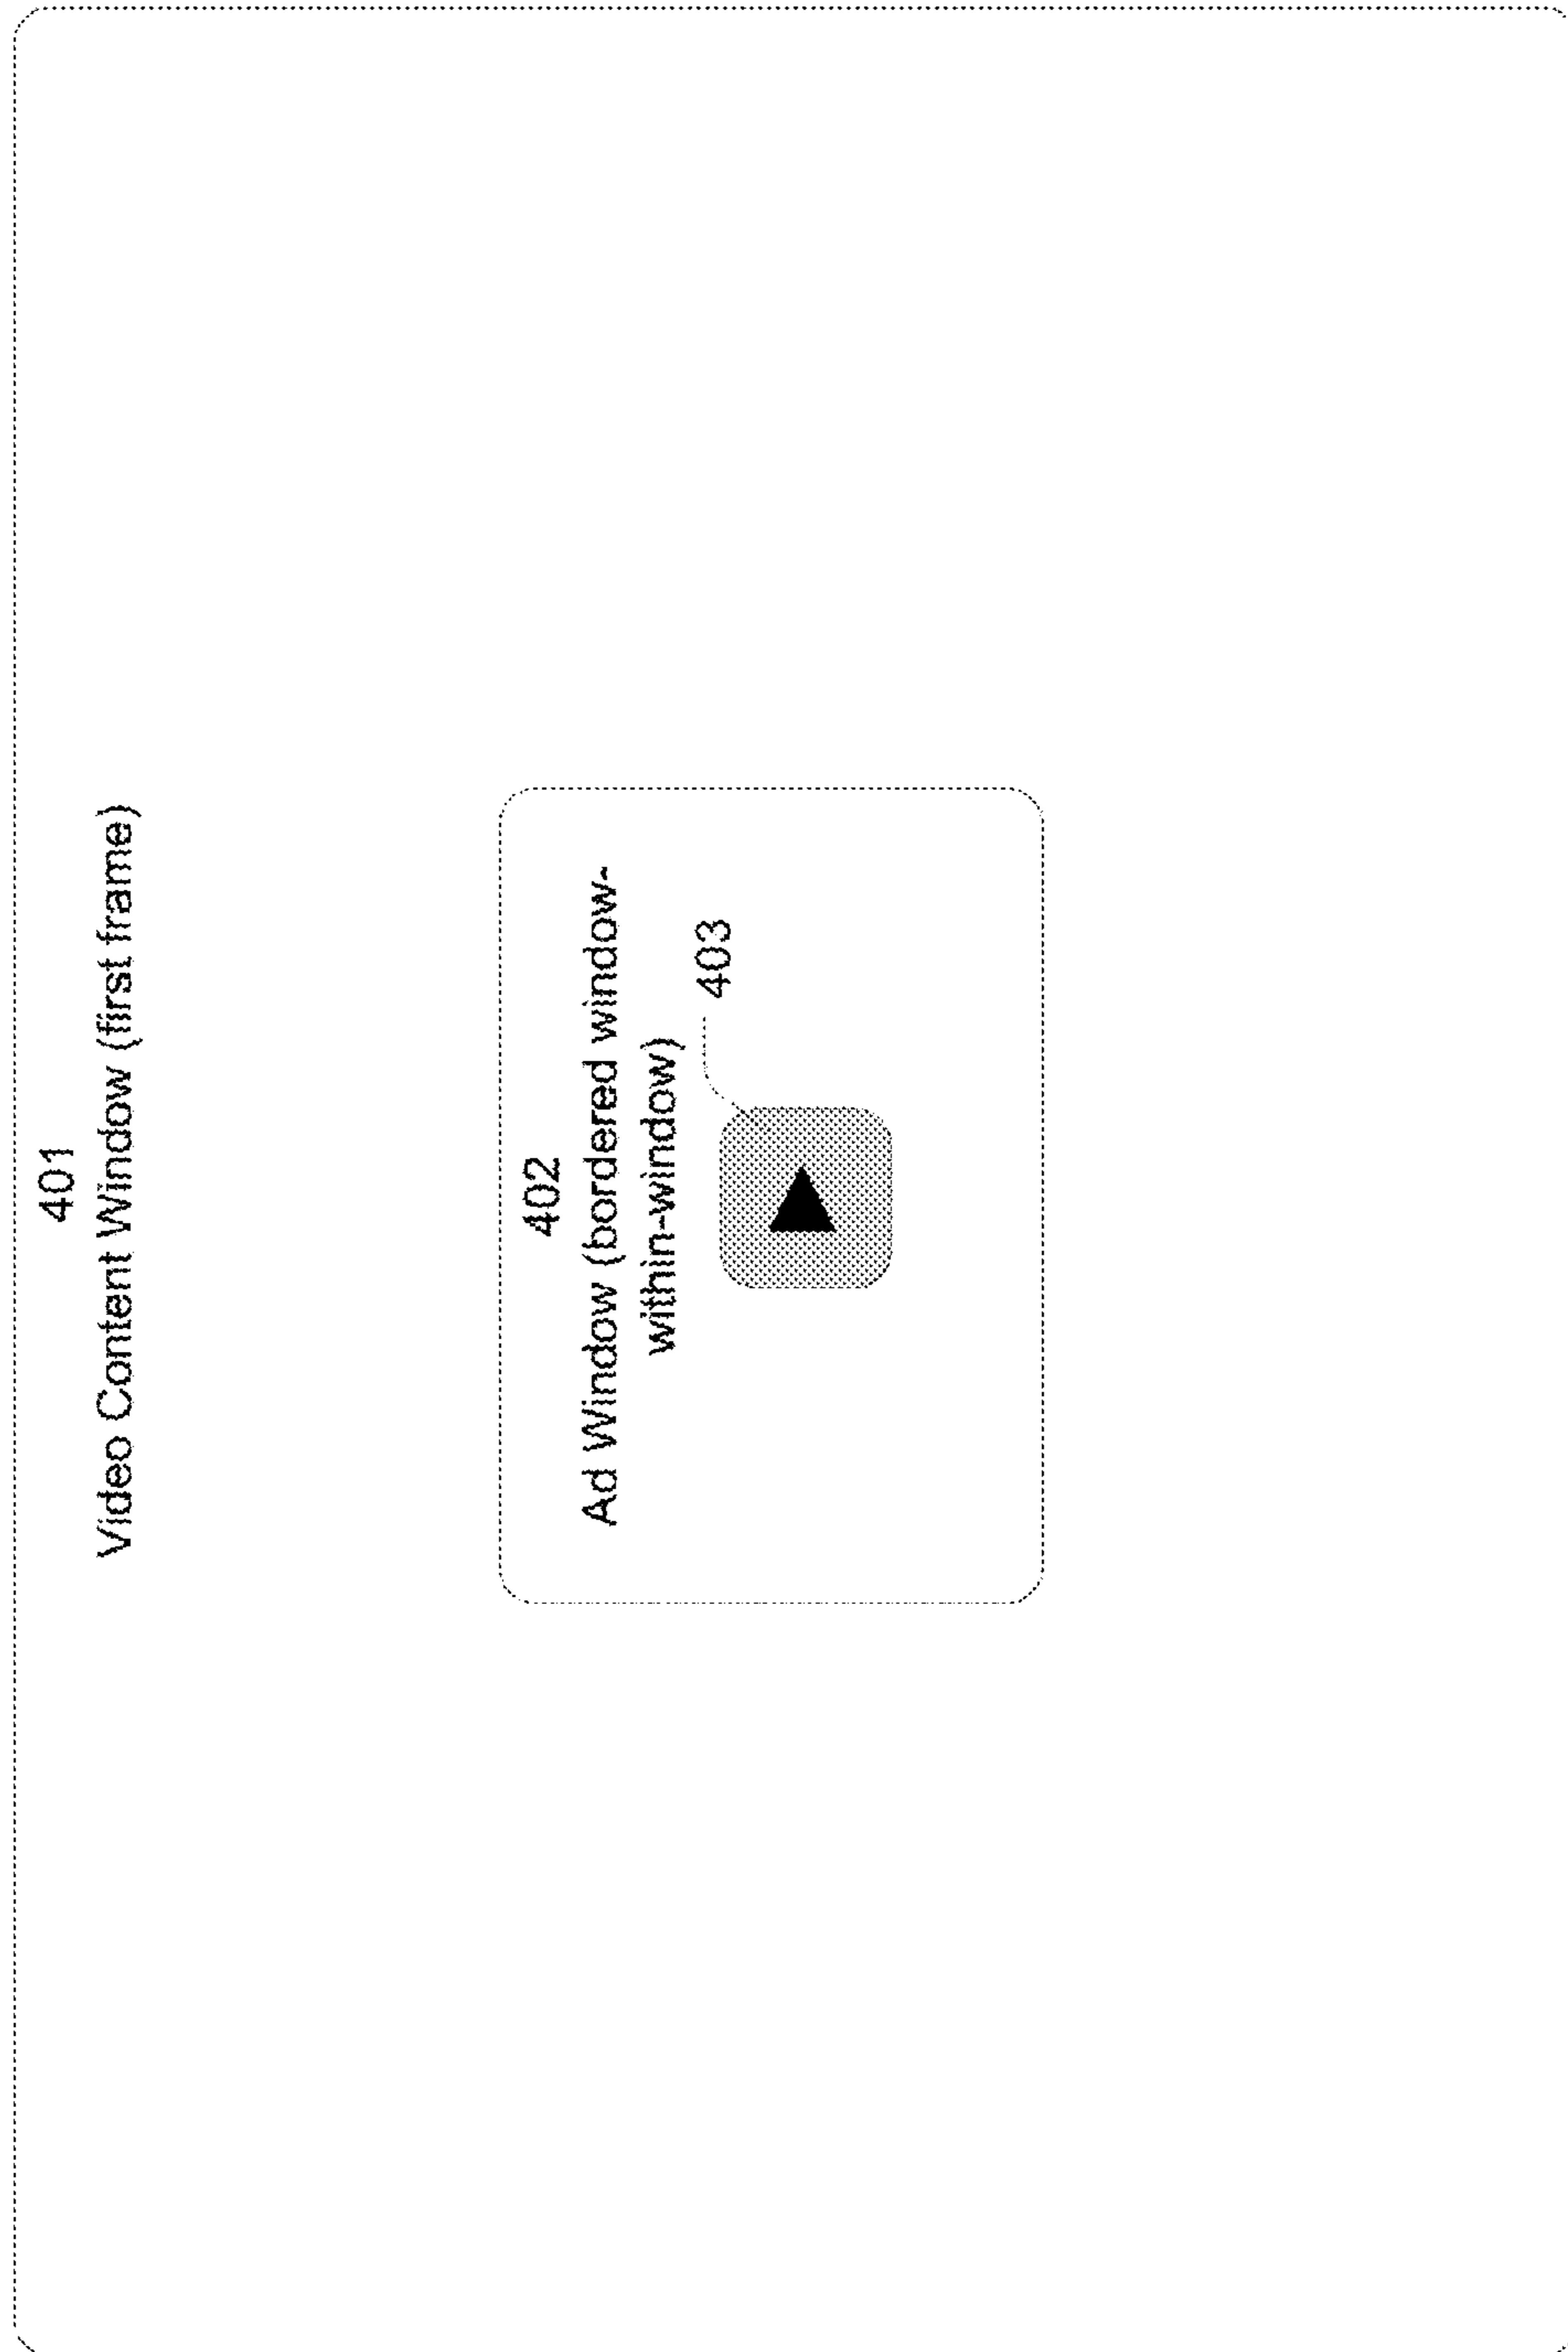 401
Video Content Window (first frame)
402
Ad Window (bordered window-
within-window)
403